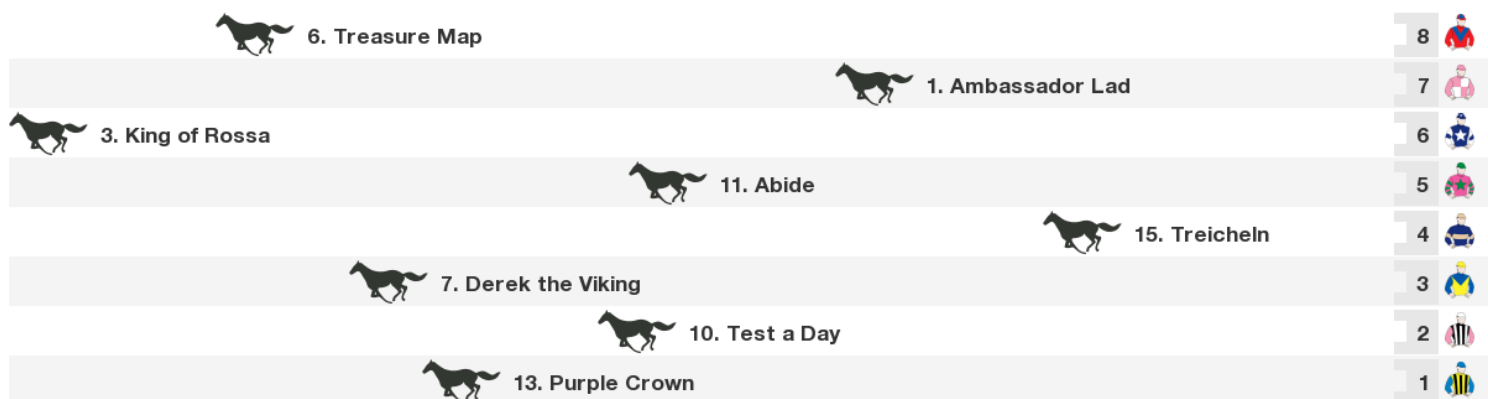 6. Treasure Map 8
1. Ambassador Lad 7
3. King of Rossa 6
11. Abide 5
15. Treicheln 4
7. Derek the Viking 3
10. Test a Day 2
13. Purple Crown 1